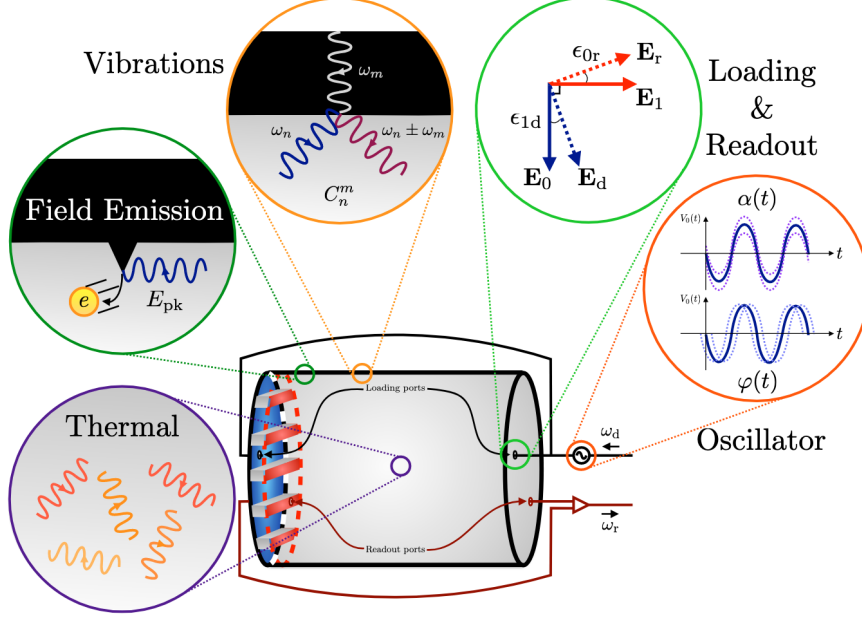 Vibrations
ω_m
ω_n
ω_n ± ω_m
C_n^m
ϵ_0r
E_r
E_1
ϵ_1d
E_0
E_d
Loading
&
Readout
Field Emission
e
E_pk
α(t)
V_0(t)
t
V_0(t)
t
φ(t)
Oscillator
Thermal
Loading ports
Readout ports
ω_d
ω_r